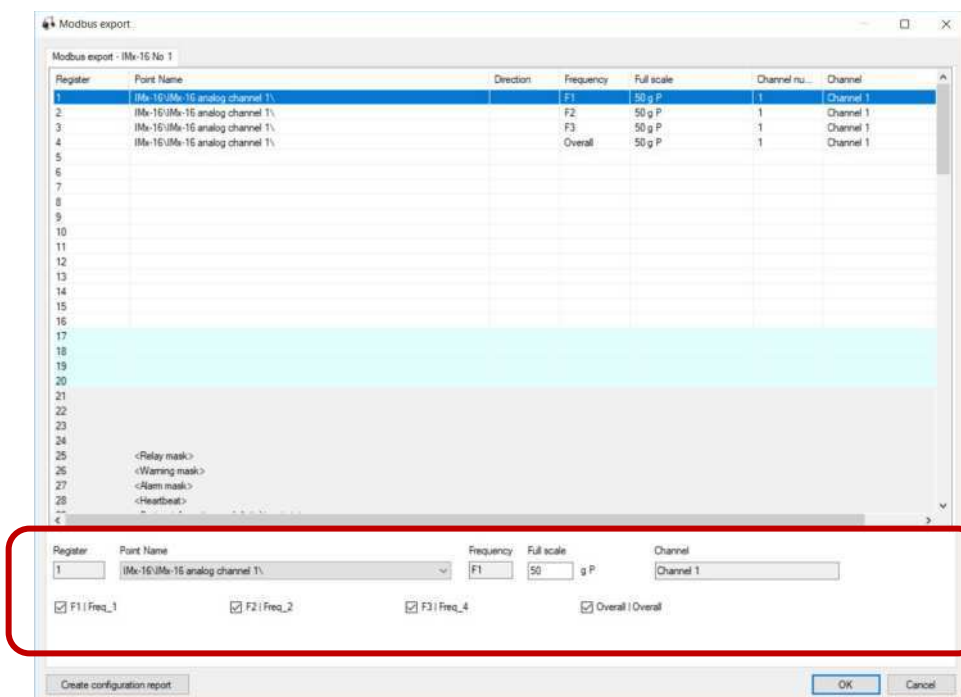 Modbus export
Modbus export - IMx-16 No 1
Register Point Name Direction Frequency Full scale Channel nu... Channel
1 IMx-16\IMx-16 analog channel 1\ F1 50 g P 1 Channel 1
2 IMx-16\IMx-16 analog channel 1\ F2 50 g P 1 Channel 1
3 IMx-16\IMx-16 analog channel 1\ F3 50 g P 1 Channel 1
4 IMx-16\IMx-16 analog channel 1\ Overall 50 g P 1 Channel 1
5
6
7
8
9
10
11
12
13
14
15
16
17
18
19
20
21
22
23
24
25 <Relay mask>
26 <Warning mask>
27 <Alarm mask>
28 <Heartbeat>
Register Point Name Frequency Full scale Channel
1 IMx-16\IMx-16 analog channel 1\ F1 50 g P Channel 1
F1 | Freq_1 F2 | Freq_2 F3 | Freq_4 Overall | Overall
Create configuration report OK Cancel